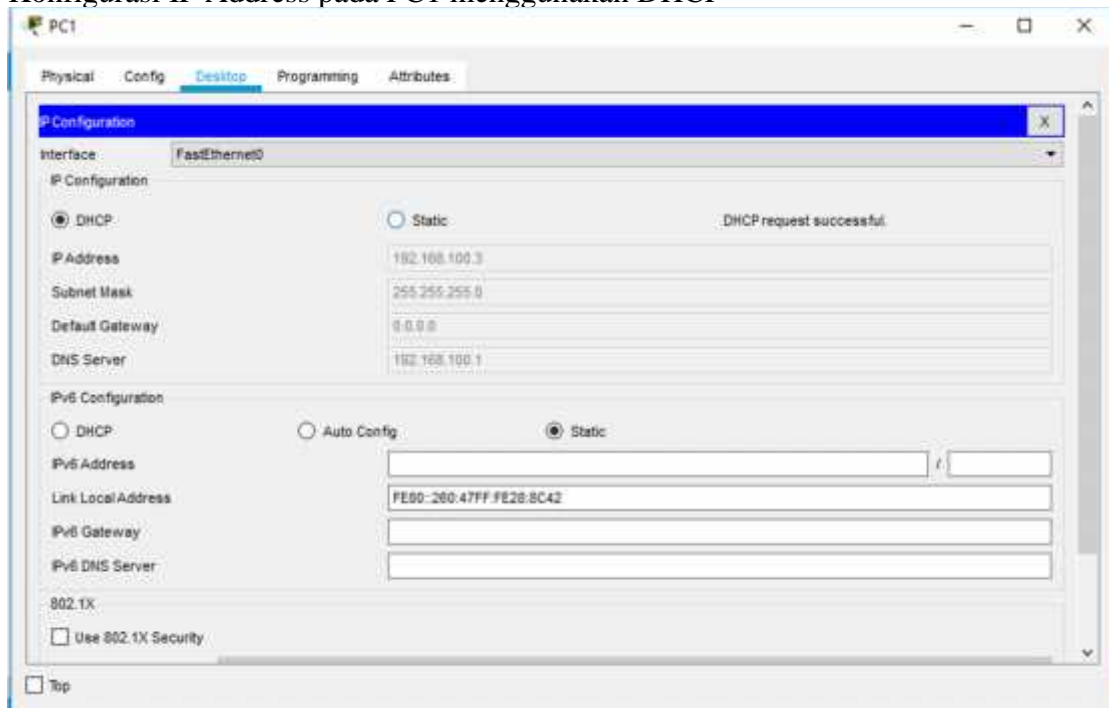 Konfigurasi IP Address pada PC1 menggunakan DHCP
PC1
Physical Config Desktop Programming Attributes
IP Configuration X
Interface FastEthernet0
IP Configuration
DHCP Static DHCP request successful.
IP Address 192.168.100.3
Subnet Mask 255.255.255.0
Default Gateway 0.0.0.0
DNS Server 192.168.100.1
IPv6 Configuration
DHCP Auto Config Static
IPv6 Address /
Link Local Address FE80::260:47FF:FE28:8C42
IPv6 Gateway
IPv6 DNS Server
802.1X
Use 802.1X Security
Top